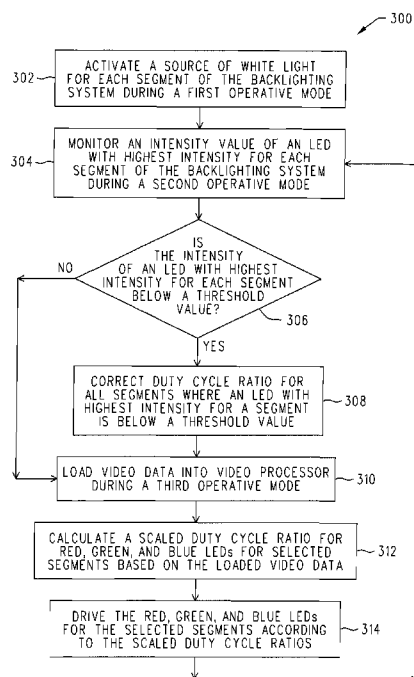 300
302
ACTIVATE A SOURCE OF WHITE LIGHT
FOR EACH SEGMENT OF THE BACKLIGHTING
SYSTEM DURING A FIRST OPERATIVE MODE
304
MONITOR AN INTENSITY VALUE OF AN LED
WITH HIGHEST INTENSITY FOR EACH
SEGMENT OF THE BACKLIGHTING SYSTEM
DURING A SECOND OPERATIVE MODE
IS
THE INTENSITY
OF AN LED WITH HIGHEST
INTENSITY FOR EACH SEGMENT
BELOW A THRESHOLD
VALUE?
NO
306
YES
CORRECT DUTY CYCLE RATIO FOR
ALL SEGMENTS WHERE AN LED WITH
HIGHEST INTENSITY FOR A SEGMENT
IS BELOW A THRESHOLD VALUE
308
LOAD VIDEO DATA INTO VIDEO PROCESSOR
DURING A THIRD OPERATIVE MODE
310
CALCULATE A SCALED DUTY CYCLE RATIO FOR
RED, GREEN, AND BLUE LEDs FOR SELECTED
SEGMENTS BASED ON THE LOADED VIDEO DATA
312
DRIVE THE RED, GREEN, AND BLUE LEDs
FOR THE SELECTED SEGMENTS ACCORDING
TO THE SCALED DUTY CYCLE RATIOS
314